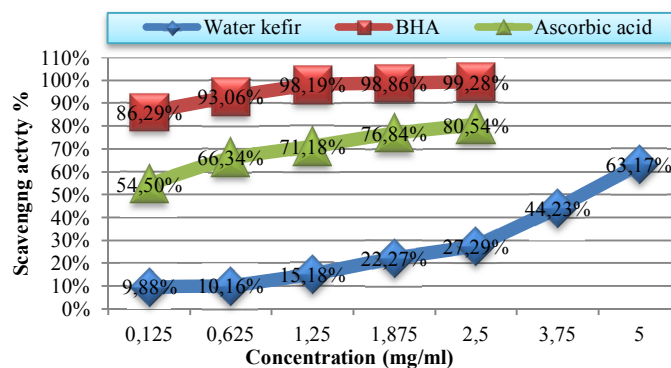 Water kefir BHA Ascorbic acid
110%
100%
90%
80%
70%
60%
50%
40%
30%
20%
10%
0%
Scavengng actvty %
86,29% 93,06% 98,19% 98,86% 99,28%
54,50% 66,34% 71,18% 76,84% 80,54%
9,88% 10,16% 15,18% 22,27% 27,29% 44,23% 63,17%
0,125 0,625 1,25 1,875 2,5 3,75 5
Concentration (mg/ml)